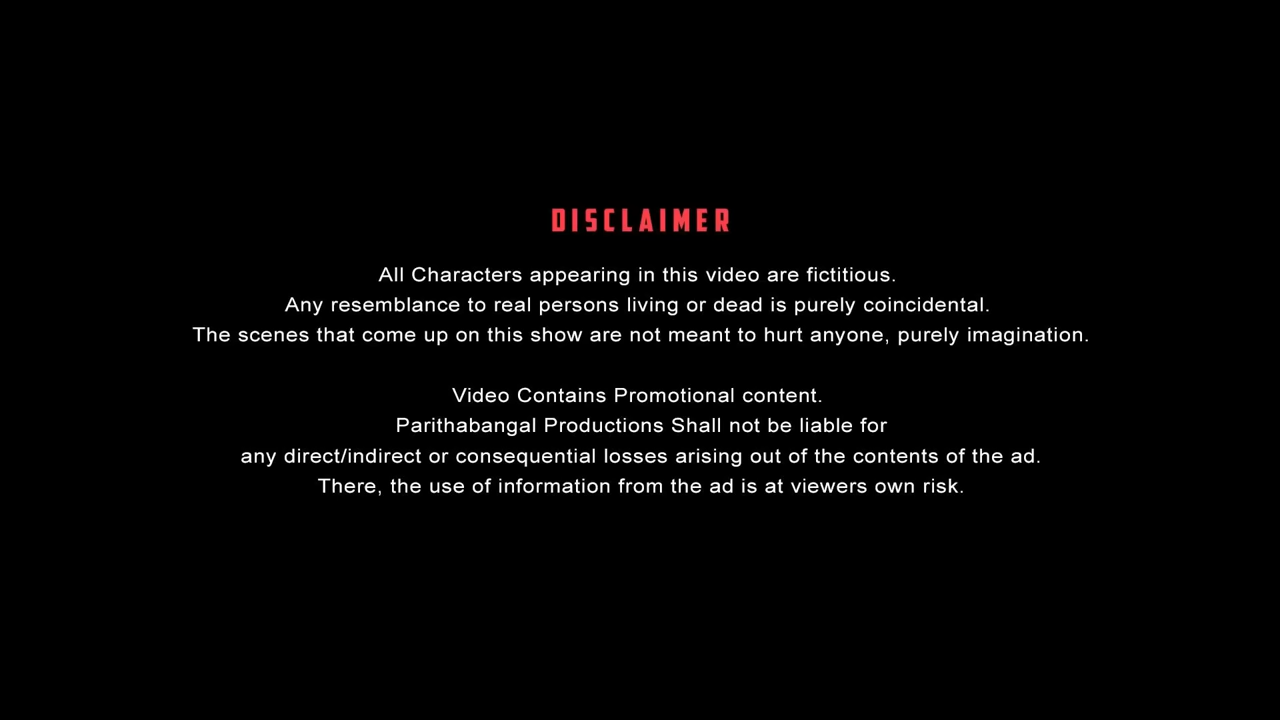 DISCLAIMER
All Characters appearing in this video are fictitious.
Any resemblance to real persons living or dead is purely coincidental.
The scenes that come up on this show are not meant to hurt anyone, purely imagination.
Video Contains Promotional content.
Parithabangal Productions Shall not be liable for
any direct/indirect or consequential losses arising out of the contents of the ad.
There, the use of information from the ad is at viewers own risk.